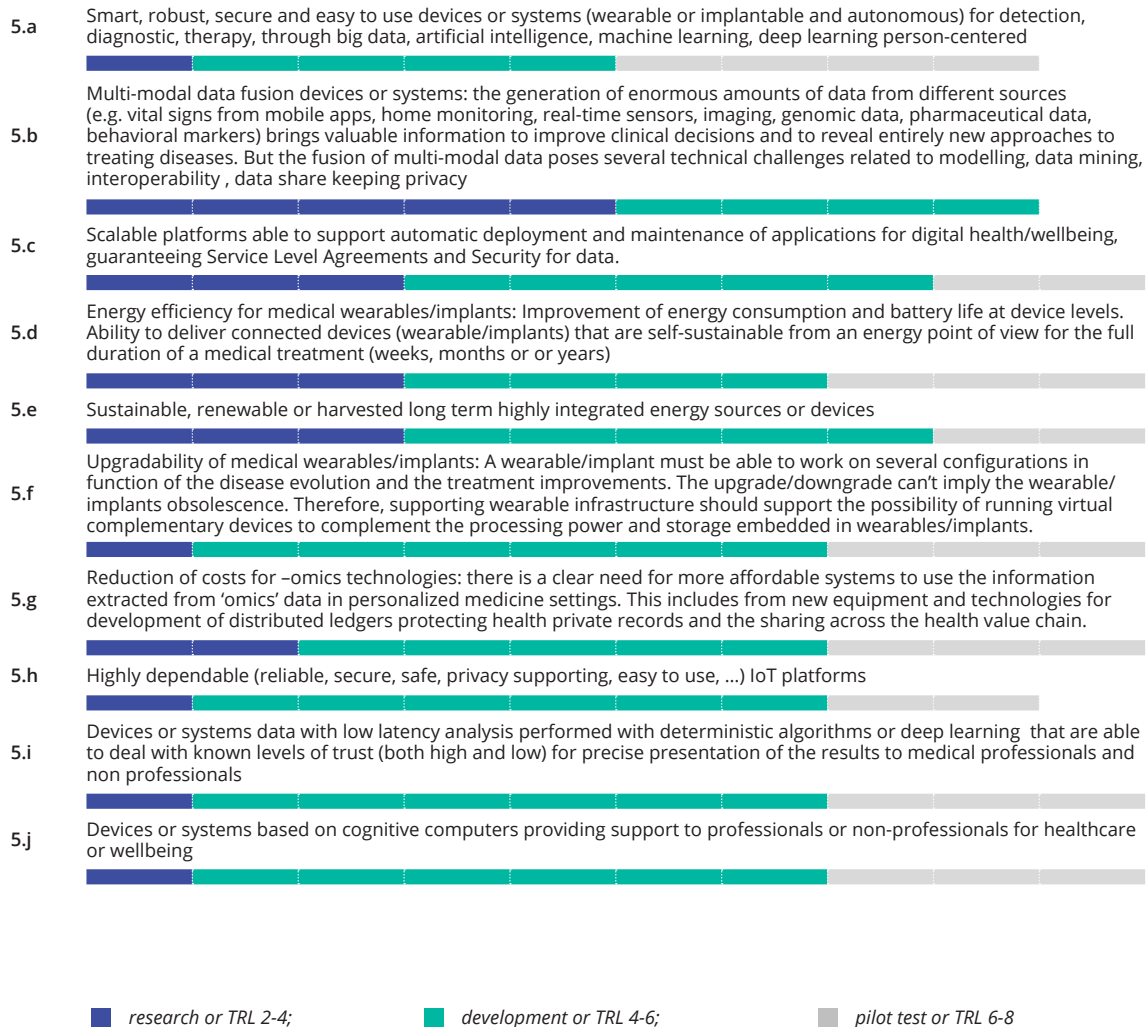 5.a
Smart, robust, secure and easy to use devices or systems (wearable or implantable and autonomous) for detection,
diagnostic, therapy, through big data, artificial intelligence, machine learning, deep learning person-centered
5.b
Multi-modal data fusion devices or systems: the generation of enormous amounts of data from different sources
(e.g. vital signs from mobile apps, home monitoring, real-time sensors, imaging, genomic data, pharmaceutical data,
behavioral markers) brings valuable information to improve clinical decisions and to reveal entirely new approaches to
treating diseases. But the fusion of multi-modal data poses several technical challenges related to modelling, data mining,
interoperability , data share keeping privacy
5.c
Scalable platforms able to support automatic deployment and maintenance of applications for digital health/wellbeing,
guaranteeing Service Level Agreements and Security for data.
5.d
Energy efficiency for medical wearables/implants: Improvement of energy consumption and battery life at device levels.
Ability to deliver connected devices (wearable/implants) that are self-sustainable from an energy point of view for the full
duration of a medical treatment (weeks, months or or years)
5.e
Sustainable, renewable or harvested long term highly integrated energy sources or devices
5.f
Upgradability of medical wearables/implants: A wearable/implant must be able to work on several configurations in
function of the disease evolution and the treatment improvements. The upgrade/downgrade can't imply the wearable/
implants obsolescence. Therefore, supporting wearable infrastructure should support the possibility of running virtual
complementary devices to complement the processing power and storage embedded in wearables/implants.
5.g
Reduction of costs for –omics technologies: there is a clear need for more affordable systems to use the information
extracted from 'omics' data in personalized medicine settings. This includes from new equipment and technologies for
development of distributed ledgers protecting health private records and the sharing across the health value chain.
5.h
Highly dependable (reliable, secure, safe, privacy supporting, easy to use, ...) IoT platforms
5.i
Devices or systems data with low latency analysis performed with deterministic algorithms or deep learning that are able
to deal with known levels of trust (both high and low) for precise presentation of the results to medical professionals and
non professionals
5.j
Devices or systems based on cognitive computers providing support to professionals or non-professionals for healthcare
or wellbeing
research or TRL 2-4;
development or TRL 4-6;
pilot test or TRL 6-8